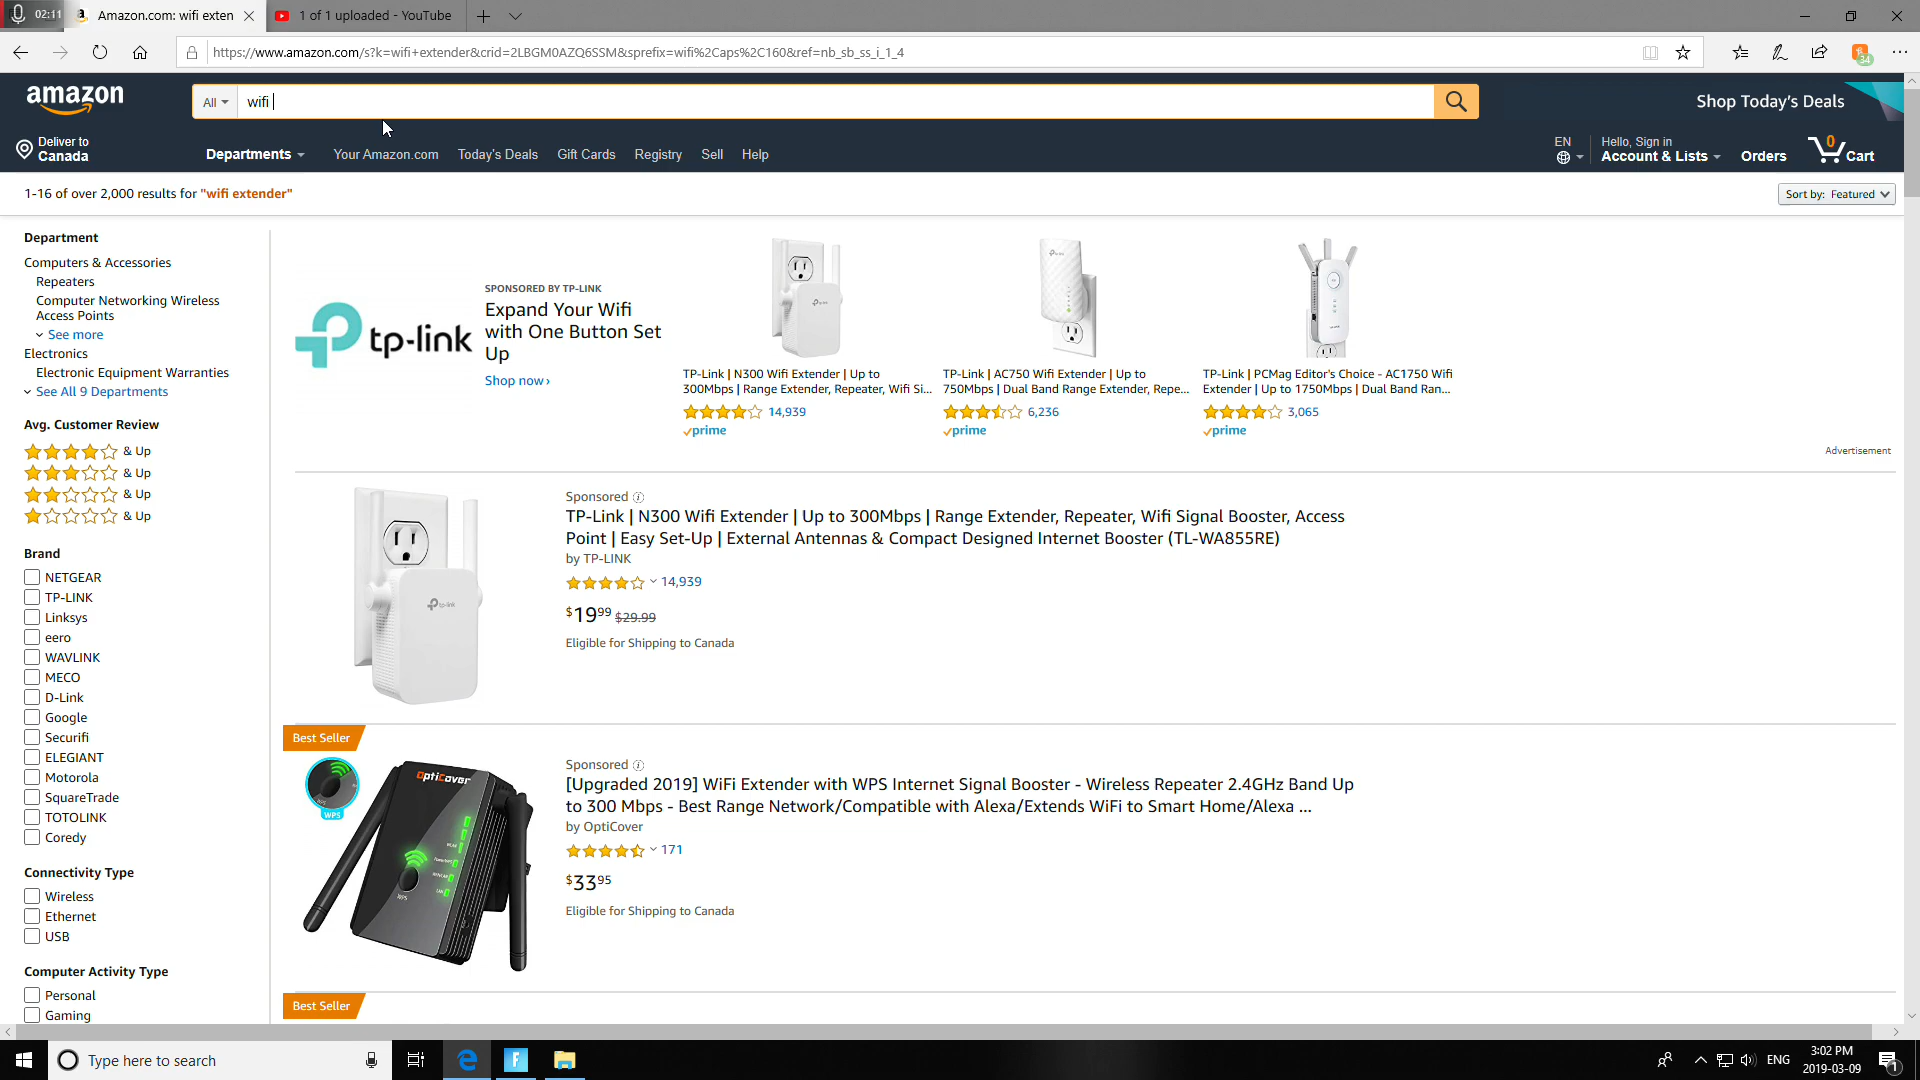 02:11
Amazon.com: wifi exten
1 of 1 uploaded - YouTube
https://www.amazon.com/s?k=wifi+extender&crid=2LBGM0AZQ6SSM&sprefix=wifi%2Caps%2C160&ref=nb_sb_ss_i_1_4
34
amazon
All
wifi
Shop Today's Deals
Deliver to
Canada
Departments
Your Amazon.com
Today's Deals
Gift Cards
Registry
Sell
Help
EN
Hello, Sign in
Account & Lists
Orders
0
Cart
1-16 of over 2,000 results for "wifi extender"
Sort by: Featured
Department
Computers & Accessories
Repeaters
Computer Networking Wireless
Access Points
See more
Electronics
Electronic Equipment Warranties
See All 9 Departments
Avg. Customer Review
& Up
& Up
& Up
& Up
Brand
NETGEAR
TP-LINK
Linksys
eero
WAVLINK
MECO
D-Link
Google
Securifi
ELEGIANT
Motorola
SquareTrade
TOTOLINK
Coredy
Connectivity Type
Wireless
Ethernet
USB
Computer Activity Type
Personal
Gaming
tp-link
SPONSORED BY TP-LINK
Expand Your Wifi
with One Button Set
Up
Shop now ›
TP-Link | N300 Wifi Extender | Up to
300Mbps | Range Extender, Repeater, Wifi Si...
14,939
prime
TP-Link | AC750 Wifi Extender | Up to
750Mbps | Dual Band Range Extender, Repe...
6,236
prime
TP-Link | PCMag Editor's Choice - AC1750 Wifi
Extender | Up to 1750Mbps | Dual Band Ran...
3,065
prime
Advertisement
tp-link
Sponsored
TP-Link | N300 Wifi Extender | Up to 300Mbps | Range Extender, Repeater, Wifi Signal Booster, Access
Point | Easy Set-Up | External Antennas & Compact Designed Internet Booster (TL-WA855RE)
by TP-LINK
14,939
$19 99 $29.99
Eligible for Shipping to Canada
Best Seller
WPS
OptiCover
WPS
Sponsored
[Upgraded 2019] WiFi Extender with WPS Internet Signal Booster - Wireless Repeater 2.4GHz Band Up
to 300 Mbps - Best Range Network/Compatible with Alexa/Extends WiFi to Smart Home/Alexa ...
by OptiCover
171
$33 95
Eligible for Shipping to Canada
Best Seller
Type here to search
ENG
3:02 PM
2019-03-09
1